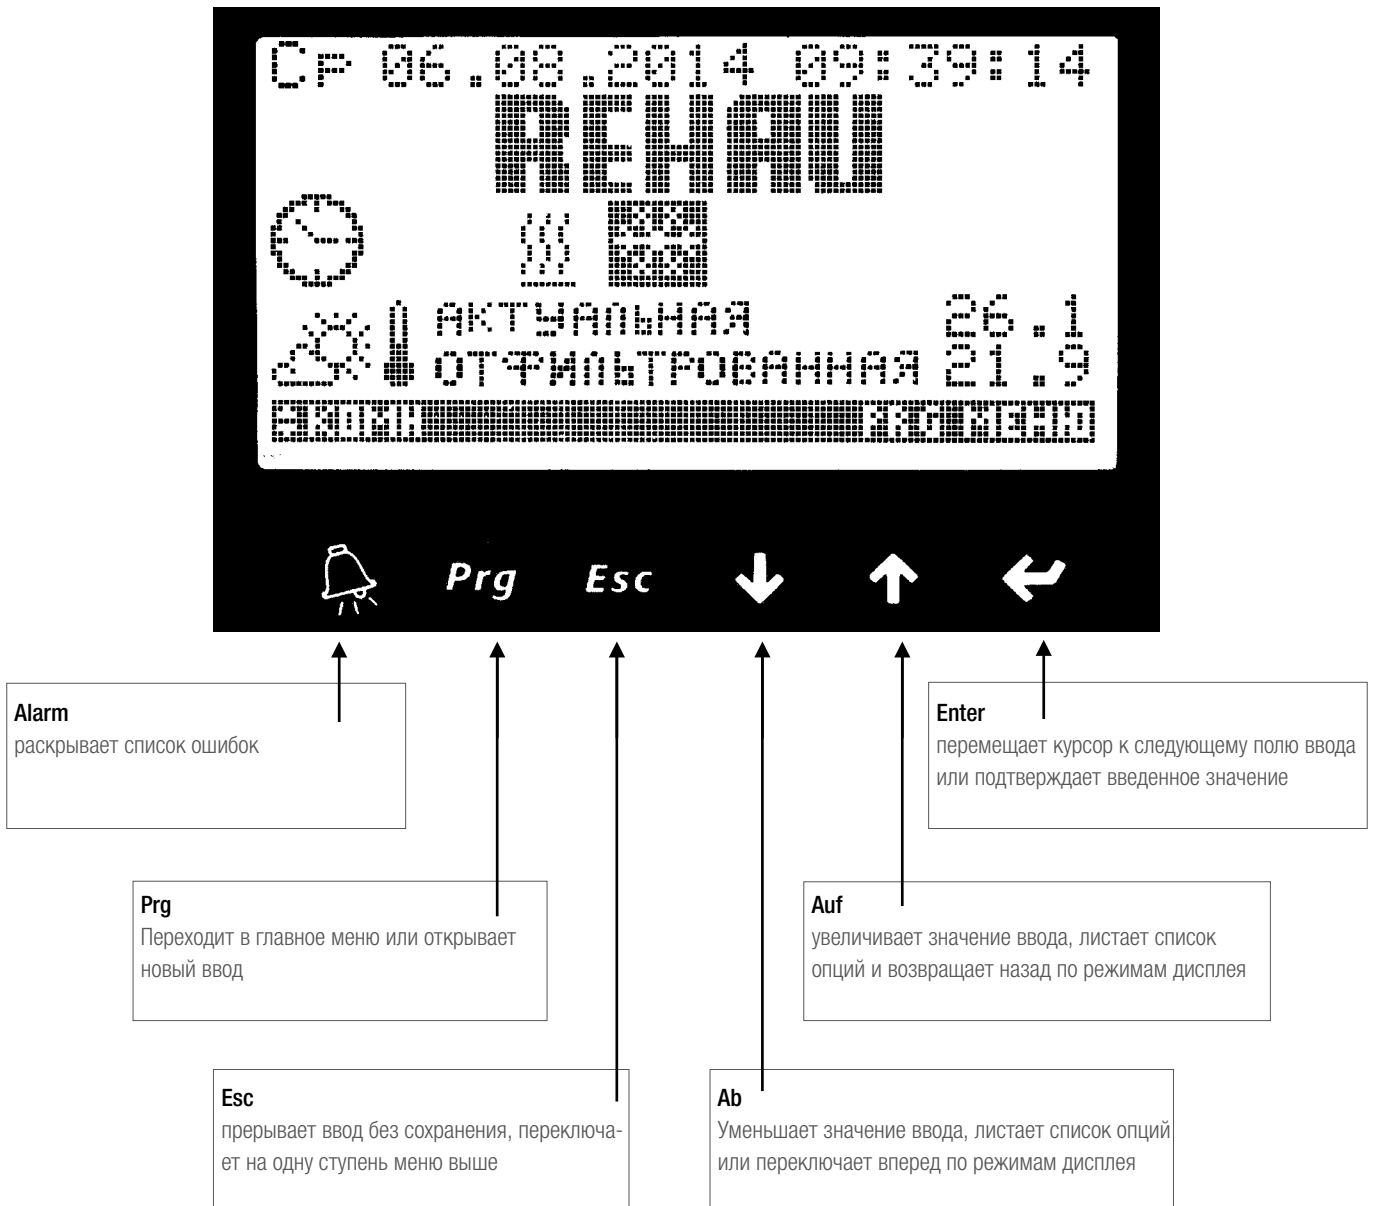 Ср 06.08.2014 09:39:14
REHAU
АКТУАЛЬНАЯ 26.1
ОТФИЛЬТРОВАННАЯ 21.9
КОМН PRG МЕНЮ
Prg Esc
Alarm
раскрывает список ошибок
Enter
перемещает курсор к следующему полю ввода
или подтверждает введенное значение
Prg
Переходит в главное меню или открывает
новый ввод
Auf
увеличивает значение ввода, листает список
опций и возвращает назад по режимам дисплея
Esc
прерывает ввод без сохранения, переключа-
ет на одну ступень меню выше
Ab
Уменьшает значение ввода, листает список опций
или переключает вперед по режимам дисплея